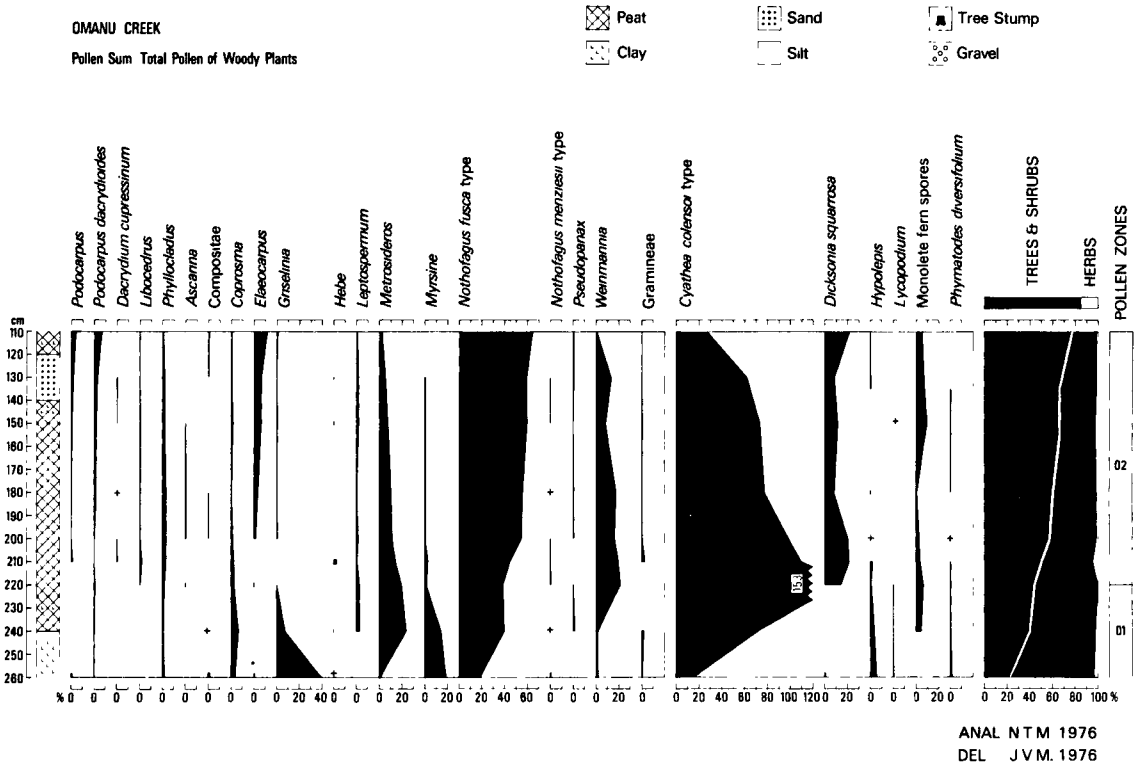 OMANU CREEK
Pollen Sum Total Pollen of Woody Plants
Peat
Sand
Tree Stump
Clay
Silt
Gravel
Podocarpus
Podocarpus dacrydioides
Dacrydium cupressinum
Libocedrus
Phyllocladus
Ascarina
Compositae
Coprosma
Elaeocarpus
Griselinia
Hebe
Leptospermum
Metrosideros
Myrsine
Nothofagus fusca type
Nothofagus menziesii type
Pseudopanax
Weinmannia
Gramineae
Cyathea colensoi type
Dicksonia squarrosa
Hypolepis
Lycopodium
Monolete fern spores
Phymatodes diversifolium
TREES & SHRUBS
HERBS
POLLEN ZONES
cm
110
120
130
140
150
160
170
180
190
200
210
220
230
240
250
260
153
02
01
% 0 0 0 0 0 0 0 0 0 0 20 40 0 0 0 20 0 0 20 40 60 0 0 0 20 0 0 20 40 60 80 100 120 0 20 0 0 0 20 0 0 20 40 60 80 100 %
ANAL N T M 1976
DEL J V M. 1976